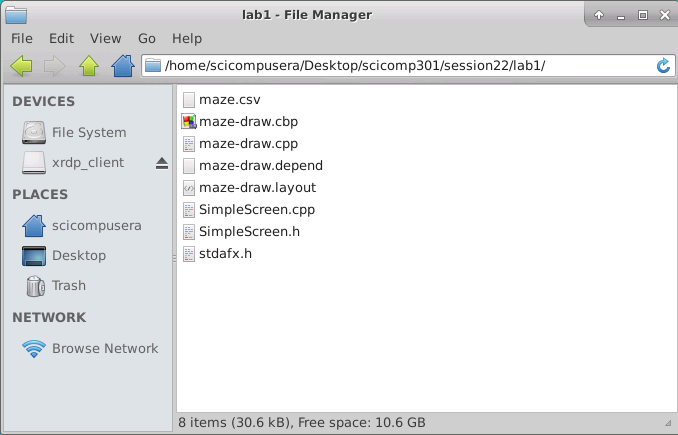 lab1 - File Manager
File Edit View Go Help
/home/scicompusera/Desktop/scicomp301/session22/lab1/
DEVICES
File System
xrdp_client
PLACES
scicompusera
Desktop
Trash
NETWORK
Browse Network
maze.csv
maze-draw.cbp
maze-draw.cpp
maze-draw.depend
maze-draw.layout
SimpleScreen.cpp
SimpleScreen.h
stdafx.h
8 items (30.6 kB), Free space: 10.6 GB